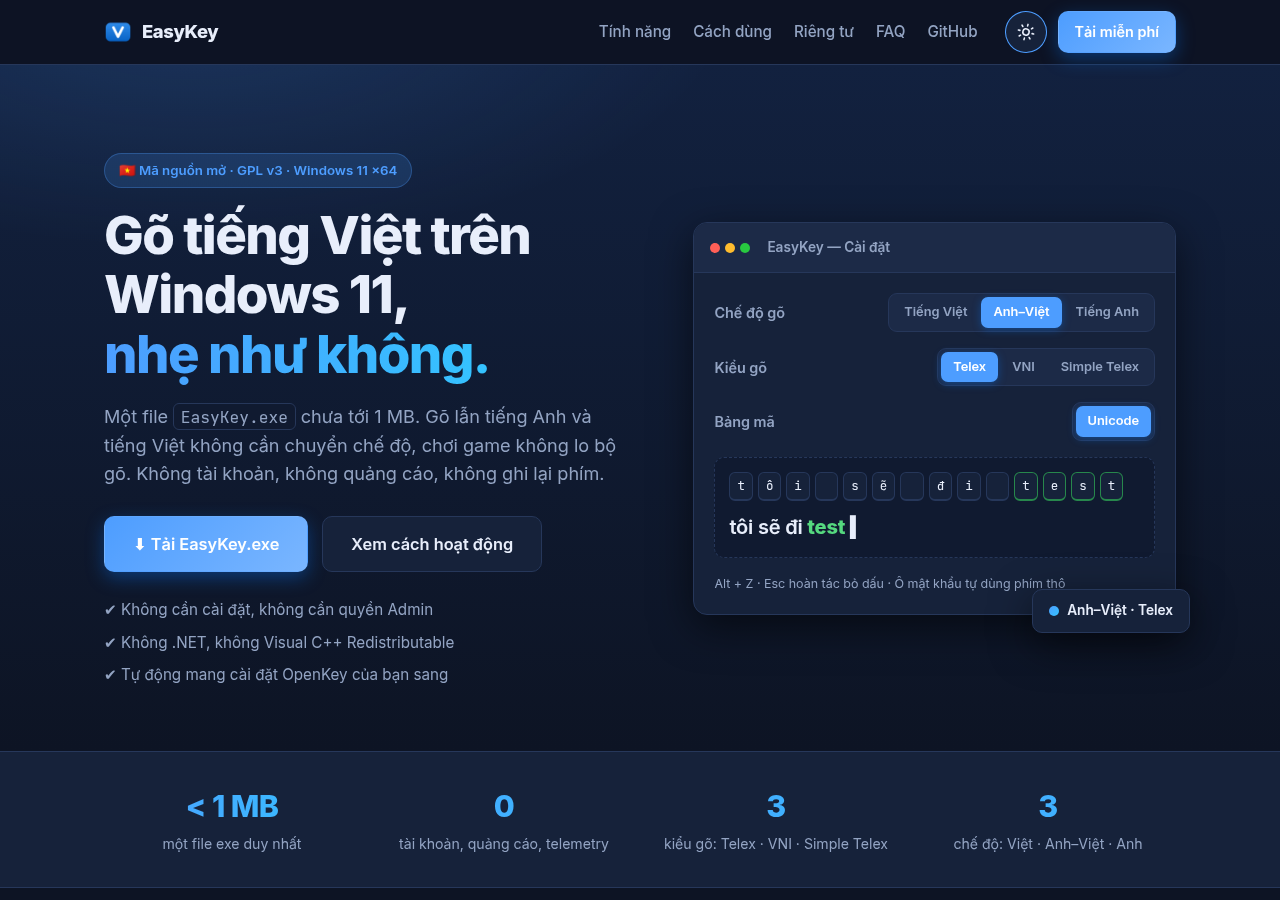 EasyKey
Tính năng Cách dùng Riêng tư FAQ GitHub
Tải miễn phí
Mã nguồn mở · GPL v3 · Windows 11 x64
Gõ tiếng Việt trên
Windows 11,
nhẹ như không.
Một file EasyKey.exe chưa tới 1 MB. Gõ lẫn tiếng Anh và
tiếng Việt không cần chuyển chế độ, chơi game không lo bộ
gõ. Không tài khoản, không quảng cáo, không ghi lại phím.
⬇ Tải EasyKey.exe
Xem cách hoạt động
✔ Không cần cài đặt, không cần quyền Admin
✔ Không .NET, không Visual C++ Redistributable
✔ Tự động mang cài đặt OpenKey của bạn sang
EasyKey — Cài đặt
Chế độ gõ Tiếng Việt Anh–Việt Tiếng Anh
Kiểu gõ Telex VNI Simple Telex
Bảng mã Unicode
t ô i s ẽ đ i t e s t
tôi sẽ đi test
Alt + Z · Esc hoàn tác bỏ dấu · Ô mật khẩu tự dùng phím thô
Anh–Việt · Telex
< 1 MB
một file exe duy nhất
0
tài khoản, quảng cáo, telemetry
3
kiểu gõ: Telex · VNI · Simple Telex
3
chế độ: Việt · Anh–Việt · Anh